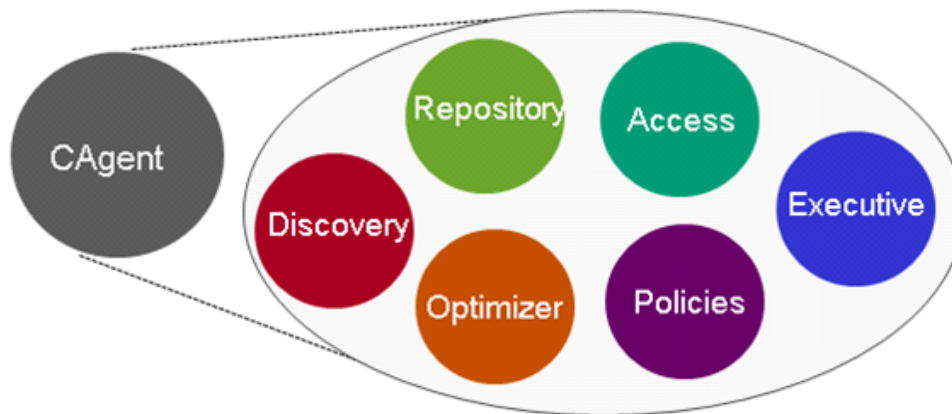 CAgent
Repository
Access
Executive
Discovery
Optimizer
Policies